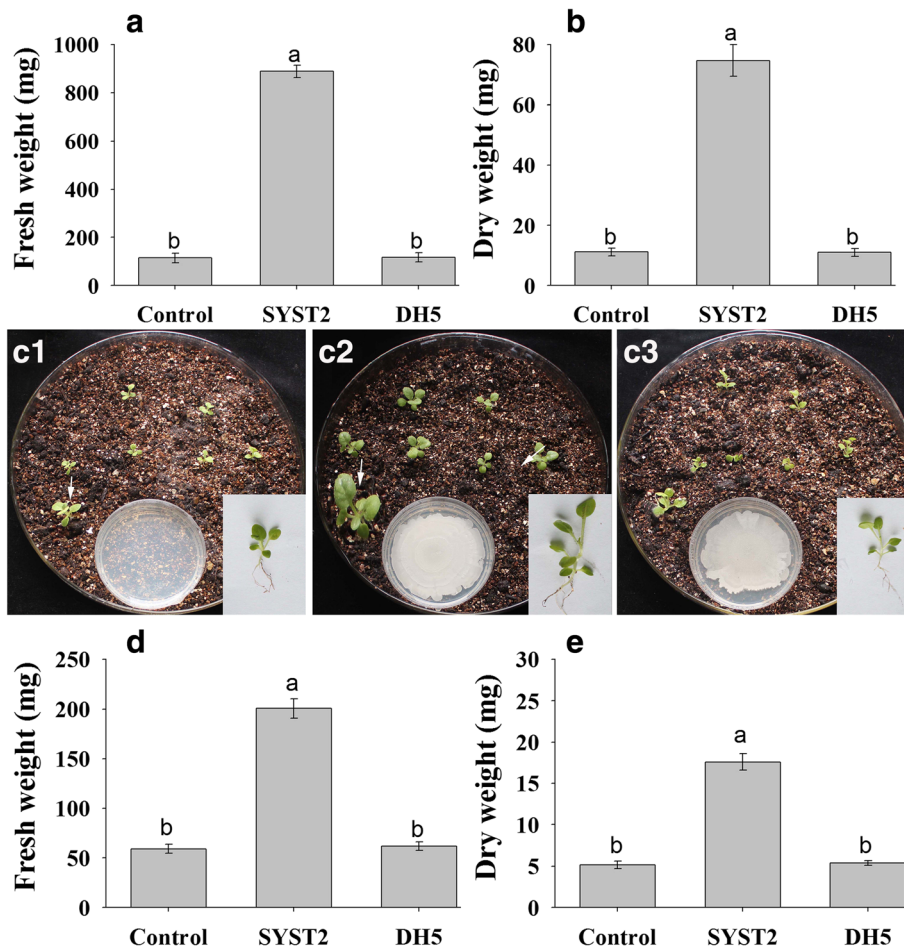 a
Fresh weight (mg)
1000
800
600
400
200
0
b
a
b
Control
SYST2
DH5
b
Dry weight (mg)
80
60
40
20
0
b
a
b
Control
SYST2
DH5
c1
c2
c3
d
Fresh weight (mg)
250
200
150
100
50
0
b
a
b
Control
SYST2
DH5
e
Dry weight (mg)
30
25
20
15
10
5
0
b
a
b
Control
SYST2
DH5